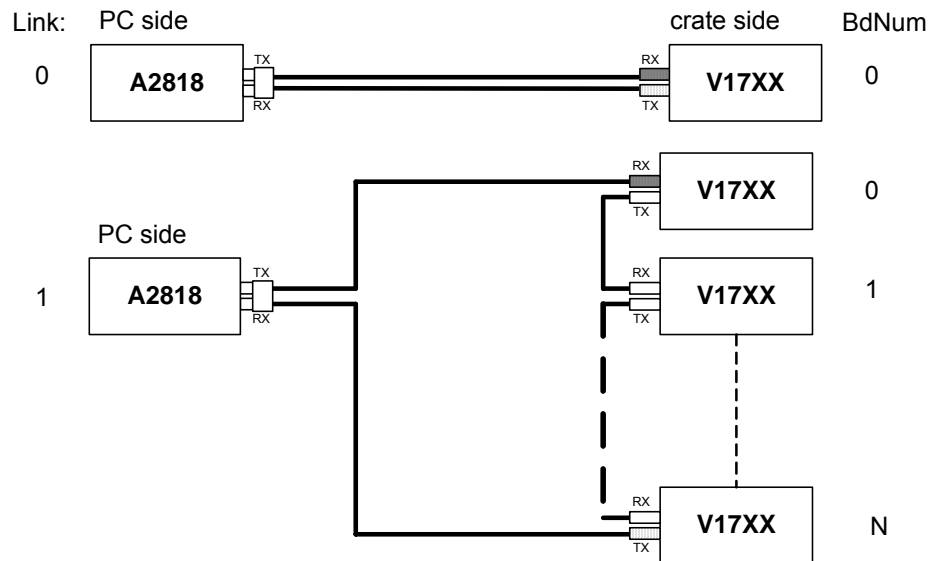 Link: PC side crate side BdNum
0 A2818 TX RX RX TX V17XX 0
RX TX V17XX 0
PC side
1 A2818 TX RX RX TX V17XX 1
RX TX V17XX N